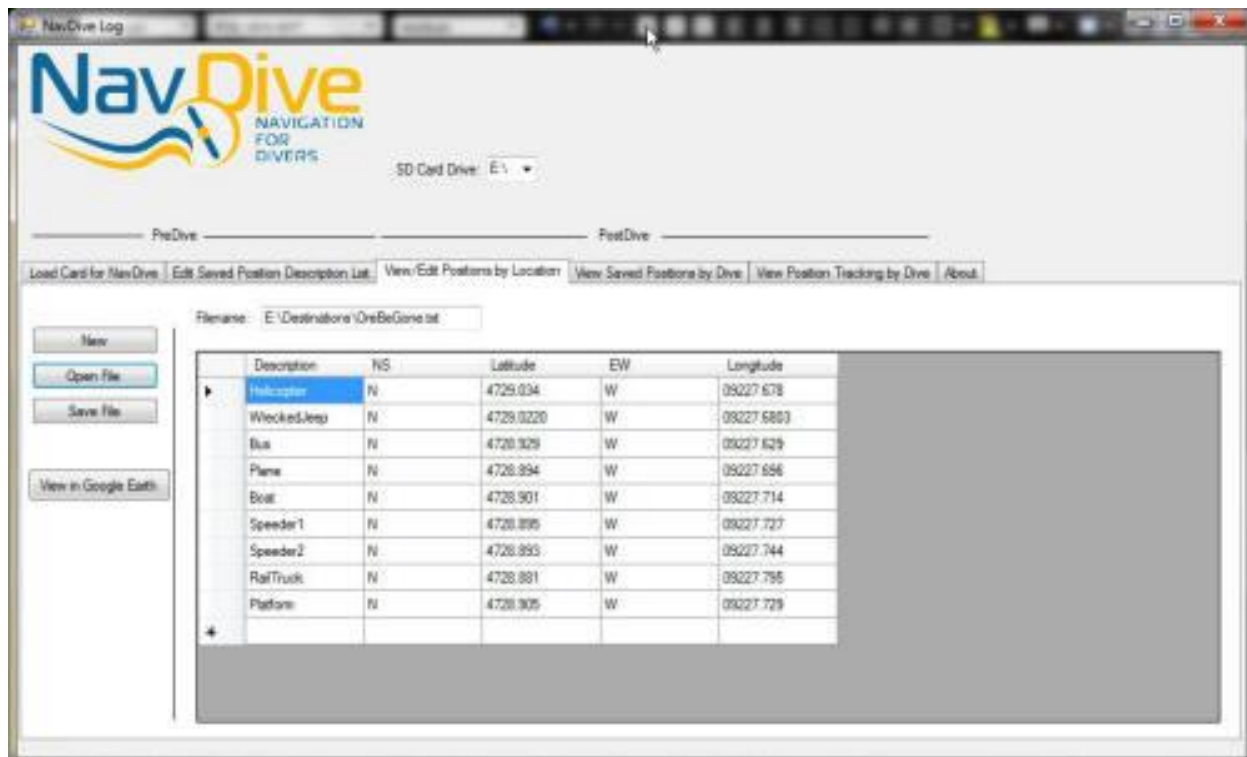 NavDive Log
NavDive
NAVIGATION
FOR
DIVERS
SD Card Drive: E:\
PreDive
PostDive
Load Card for NavDive Edit Saved Position Description List View/Edit Positions by Location View Saved Positions by Dive View Position Tracking by Dive About
Filename: E:\Destinations\OreBeGone.txt
New
Open File
Save File
View in Google Earth
Description NS Latitude EW Longitude
Helicopter N 4729.034 W 09227.678
WreckedJeep N 4729.0220 W 09227.6803
Bus N 4728.929 W 09227.629
Plane N 4728.894 W 09227.696
Boat N 4728.901 W 09227.714
Speeder1 N 4728.895 W 09227.727
Speeder2 N 4728.893 W 09227.744
RailTruck N 4728.881 W 09227.795
Platform N 4728.905 W 09227.729